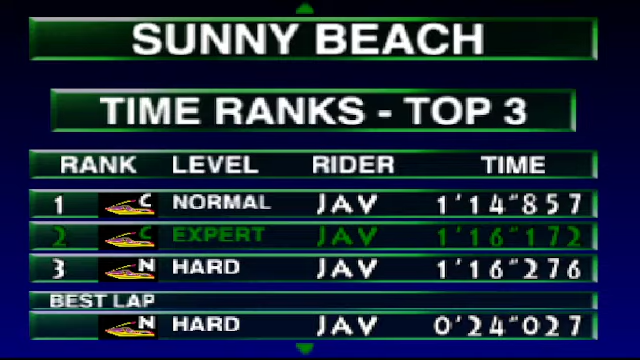 SUNNY BEACH
TIME RANKS - TOP 3
RANK LEVEL RIDER TIME
1 C NORMAL JAV 1'14"857
2 C EXPERT JAV 1'16"172
3 N HARD JAV 1'16"276
BEST LAP
N HARD JAV 0'24"027